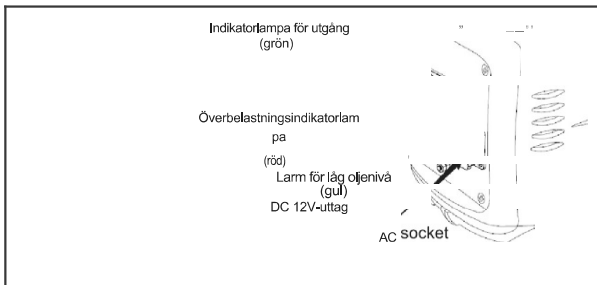 Indikatorlampa för utgång
(grön)
Överbelastningsindikatorlam
pa
(röd)
Larm för låg oljenivå
(gul)
DC 12V-uttag
AC socket